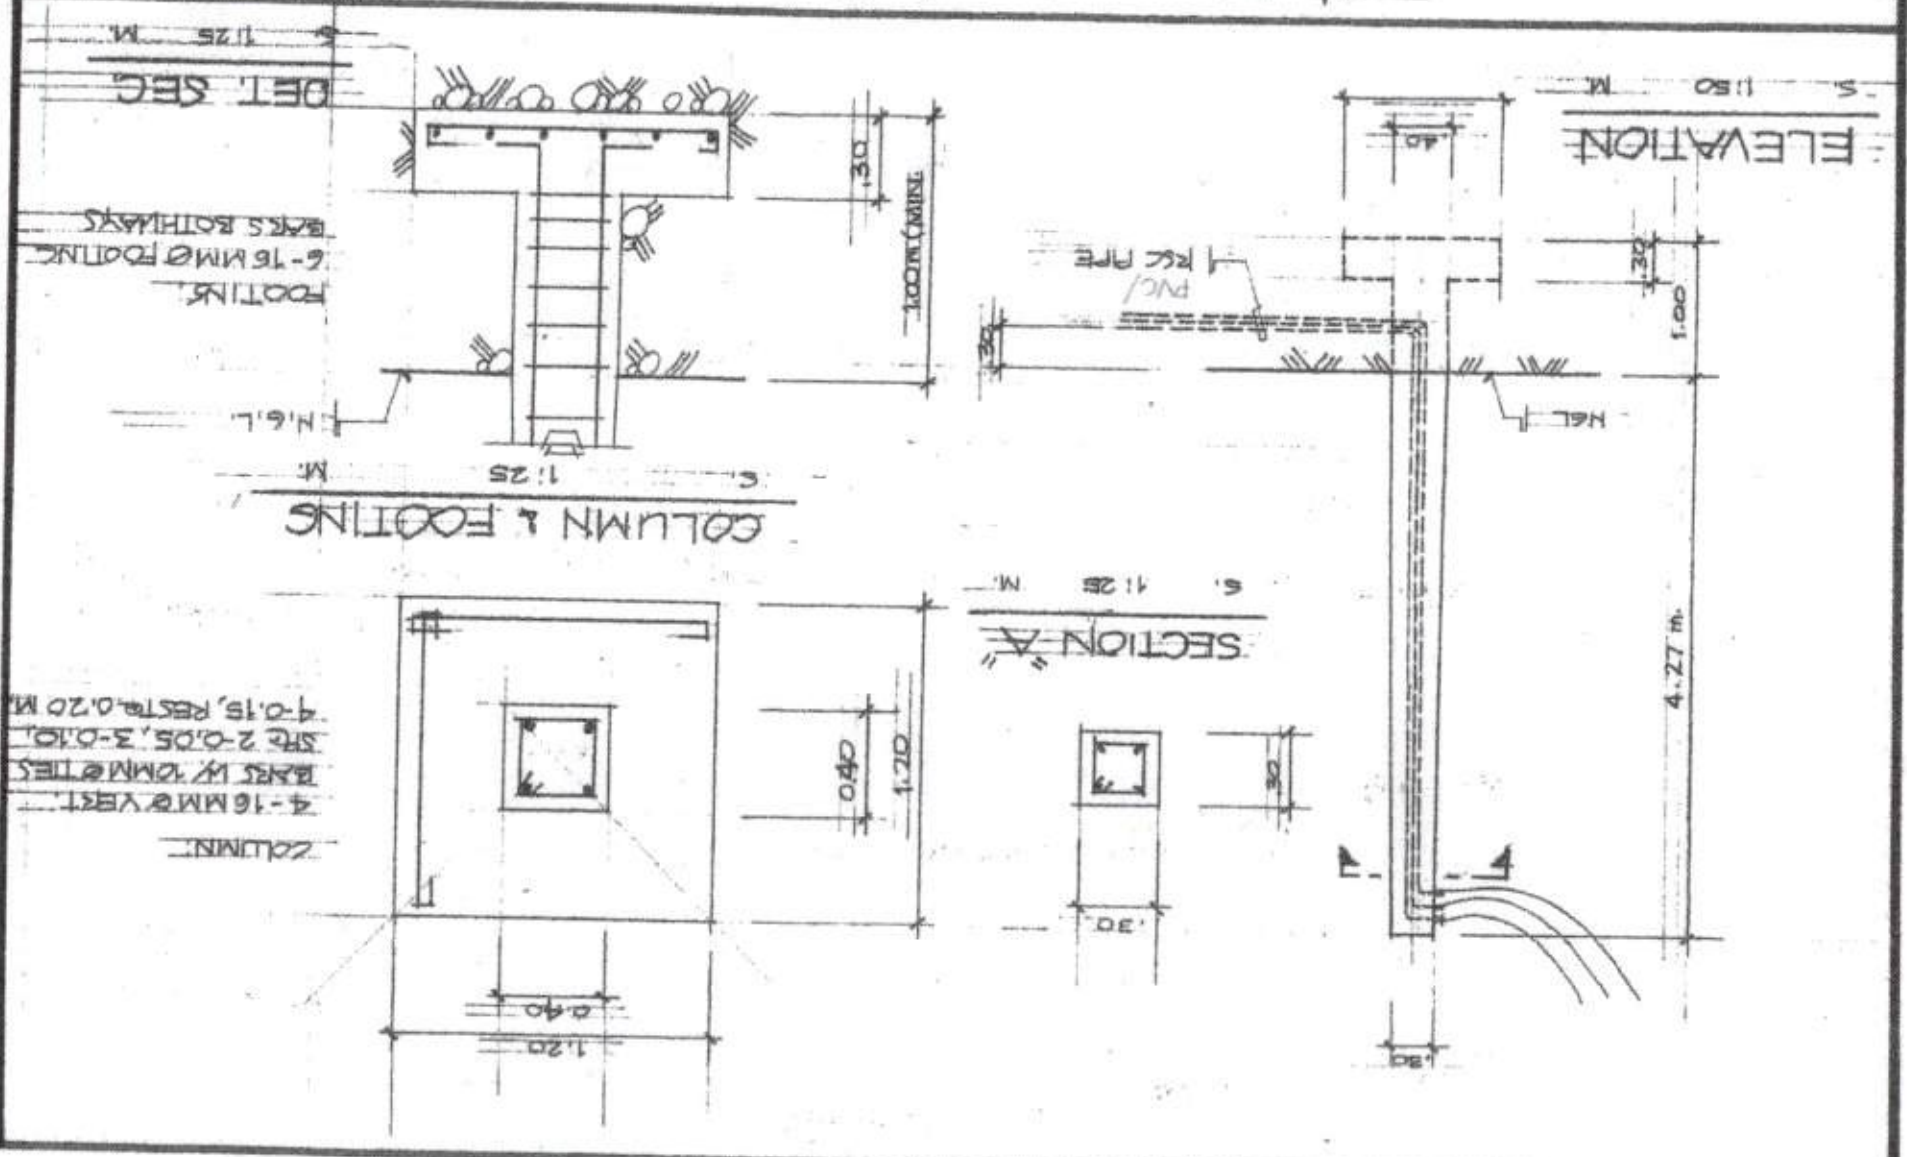 .30
4.27 m.
NGL
.30
1.00
PVC/
RSC PIPE
.30
.40
ELEVATION
S. 1:50 M.
.30
.30
SECTION "A"
S. 1:25 M.
1.20
0.40
1.20
0.40
COLUMN:
4-16 MM Ø VERT.
BARS W/ 10MM Ø TIES
SPC 2-0.05, 3-0.10,
4-0.15, REST@ 0.20 M.
COLUMN & FOOTING
S. 1:25 M.
N.G.L.
1.00 M (MIN)
.30
FOOTING:
6-16 MM Ø FOOTING
BARS BOTHWAYS
DET. SEC.
S 1:25 M.